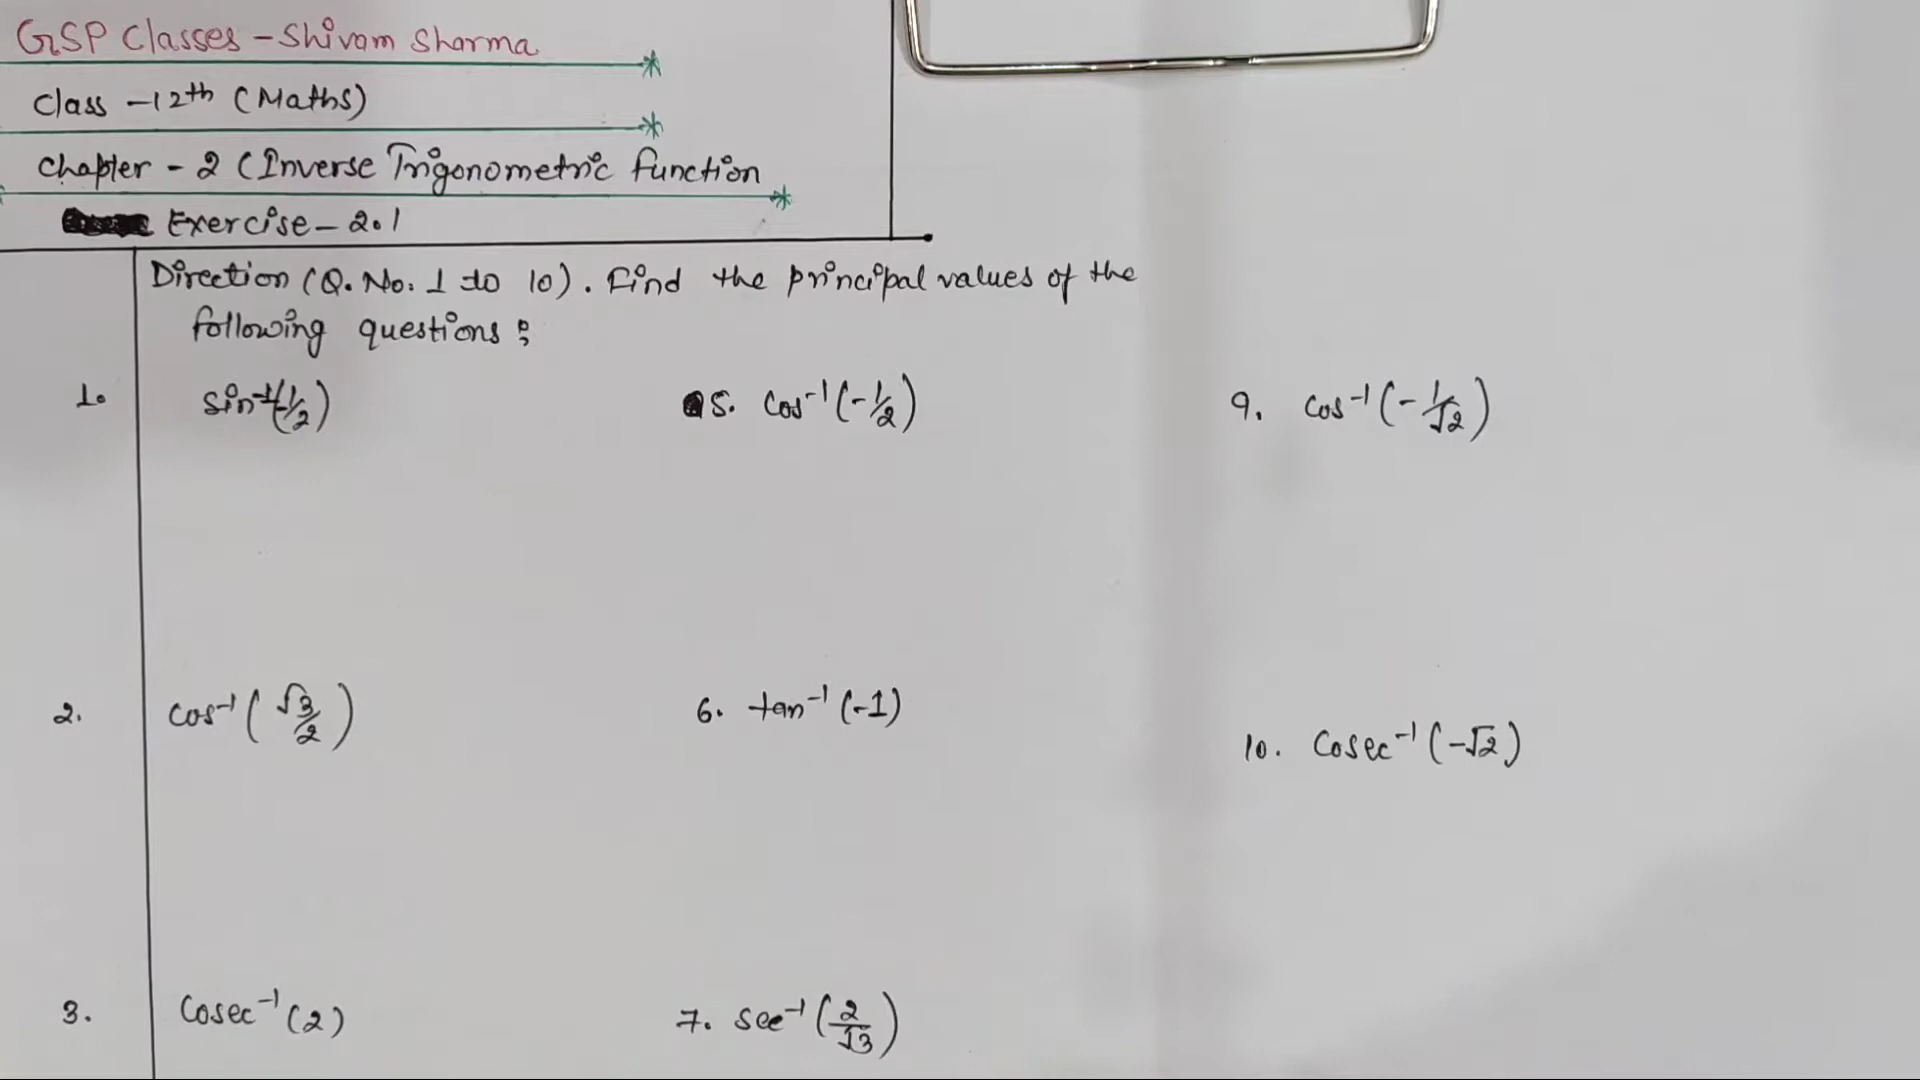 GSP Classes - Shivam Sharma
Class - 12th (Maths)
Chapter - 2 (Inverse Trigonometric function
Exercise - 2.1
Direction (Q. No. 1 to 10). Find the principal values of the
following questions :
1. sin⁻¹(-1/2)
5. cos⁻¹(-1/2)
9. cos⁻¹(-1/√2)
2. cos⁻¹(√3/2)
6. tan⁻¹(-1)
10. Cosec⁻¹(-√2)
3. Cosec⁻¹(2)
7. sec⁻¹(2/√3)